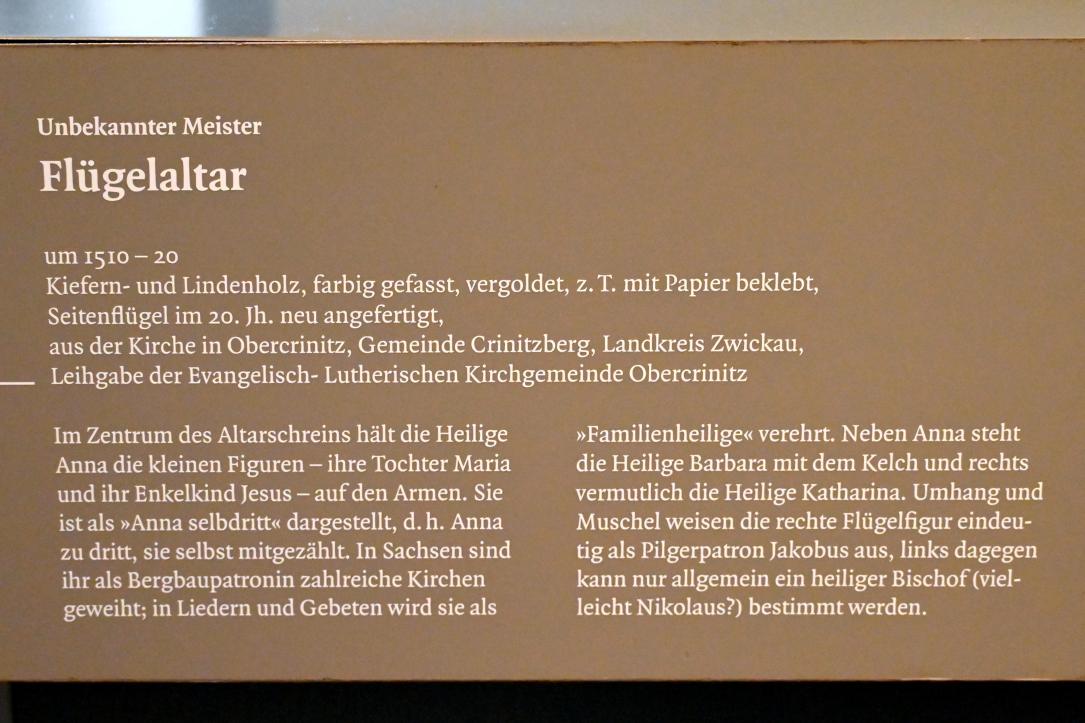 Unbekannter Meister
Flügelaltar
um 1510 – 20
Kiefern- und Lindenholz, farbig gefasst, vergoldet, z. T. mit Papier beklebt,
Seitenflügel im 20. Jh. neu angefertigt,
aus der Kirche in Obercrinitz, Gemeinde Crinitzberg, Landkreis Zwickau,
Leihgabe der Evangelisch- Lutherischen Kirchgemeinde Obercrinitz
Im Zentrum des Altarschreins hält die Heilige
Anna die kleinen Figuren – ihre Tochter Maria
und ihr Enkelkind Jesus – auf den Armen. Sie
ist als »Anna selbdritt« dargestellt, d. h. Anna
zu dritt, sie selbst mitgezählt. In Sachsen sind
ihr als Bergbaupatronin zahlreiche Kirchen
geweiht; in Liedern und Gebeten wird sie als
»Familienheilige« verehrt. Neben Anna steht
die Heilige Barbara mit dem Kelch und rechts
vermutlich die Heilige Katharina. Umhang und
Muschel weisen die rechte Flügelfigur eindeu-
tig als Pilgerpatron Jakobus aus, links dagegen
kann nur allgemein ein heiliger Bischof (viel-
leicht Nikolaus?) bestimmt werden.